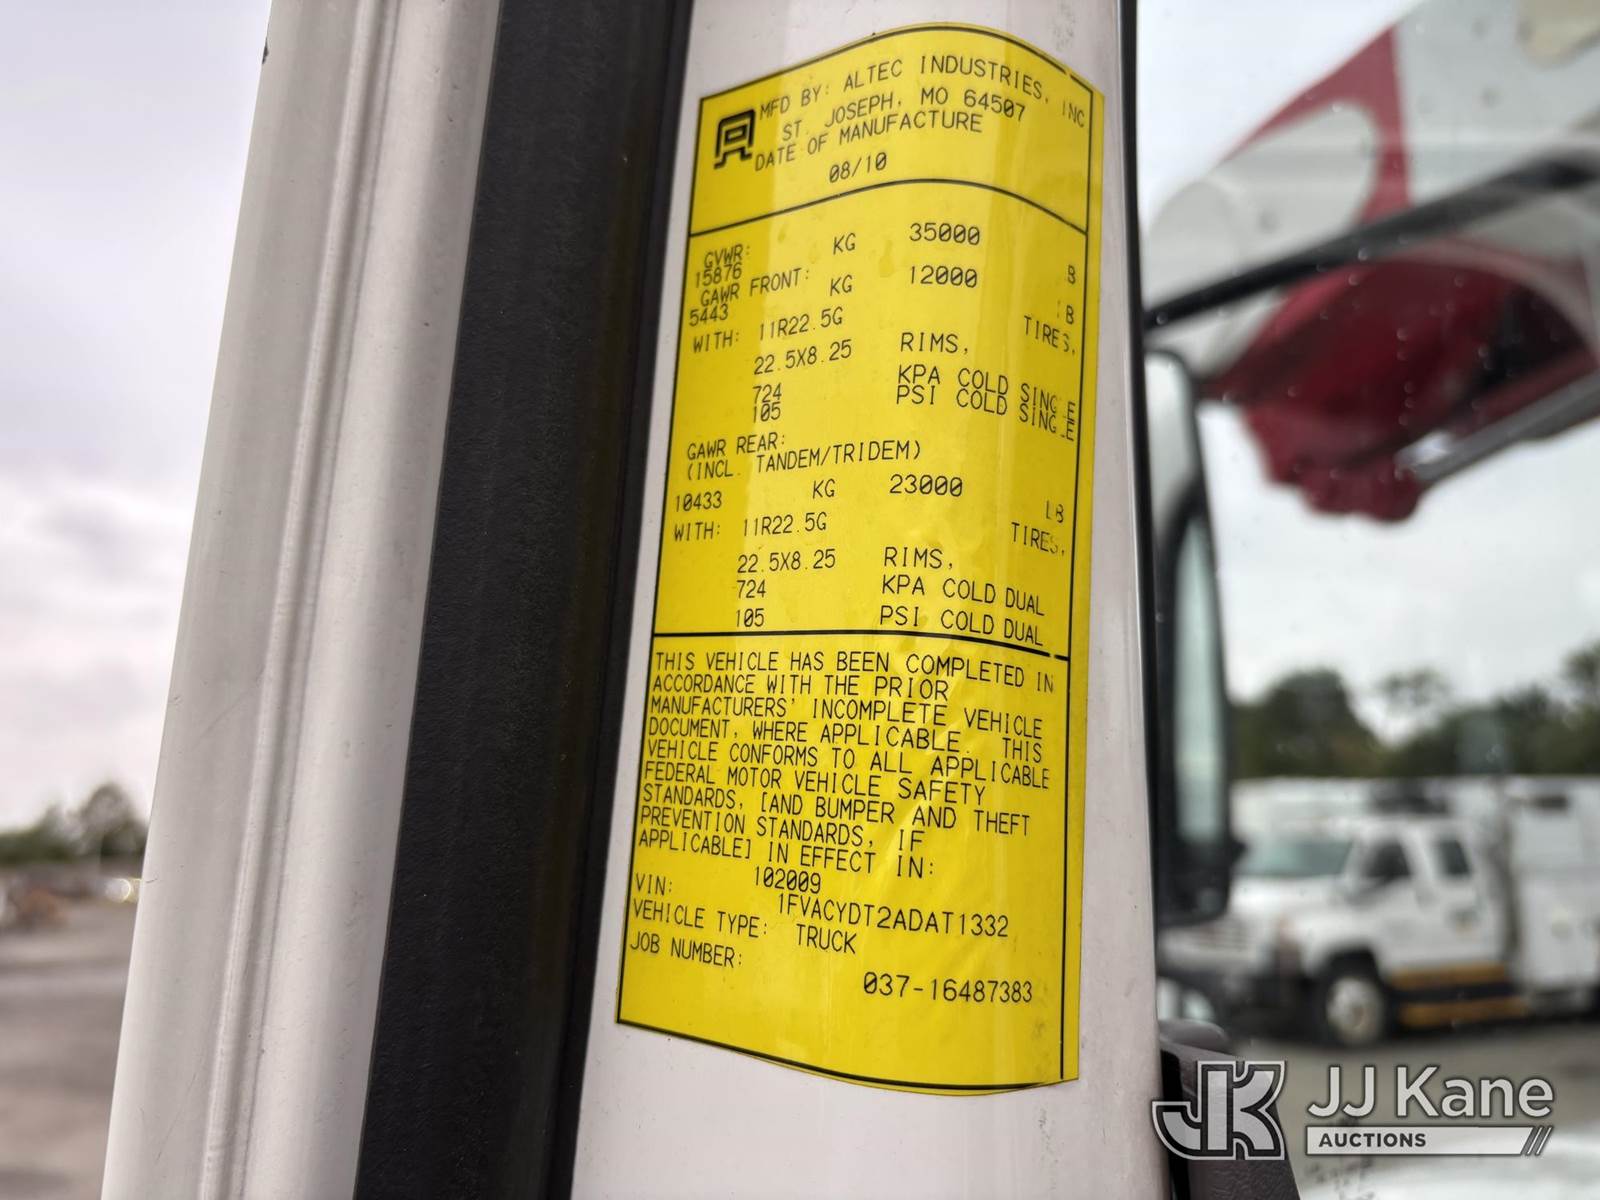 MFD BY: ALTEC INDUSTRIES, INC
ST. JOSEPH, MO 64507
DATE OF MANUFACTURE
08/10
GVWR:
15876 KG 35000 B
GAWR FRONT:
5443 KG 12000 B
WITH: 11R22.5G TIRES,
22.5X8.25 RIMS,
724 KPA COLD SINGLE
105 PSI COLD SINGLE
GAWR REAR:
(INCL. TANDEM/TRIDEM)
10433 KG 23000 LB
WITH: 11R22.5G TIRES,
22.5X8.25 RIMS,
724 KPA COLD DUAL
105 PSI COLD DUAL
THIS VEHICLE HAS BEEN COMPLETED IN
ACCORDANCE WITH THE PRIOR
MANUFACTURERS' INCOMPLETE VEHICLE
DOCUMENT, WHERE APPLICABLE. THIS
VEHICLE CONFORMS TO ALL APPLICABLE
FEDERAL MOTOR VEHICLE SAFETY
STANDARDS, [AND BUMPER AND THEFT
PREVENTION STANDARDS, IF
APPLICABLE] IN EFFECT IN:
102009
VIN: 1FVACYDT2ADAT1332
VEHICLE TYPE: TRUCK
JOB NUMBER:
037-16487383
JK JJ Kane
AUCTIONS